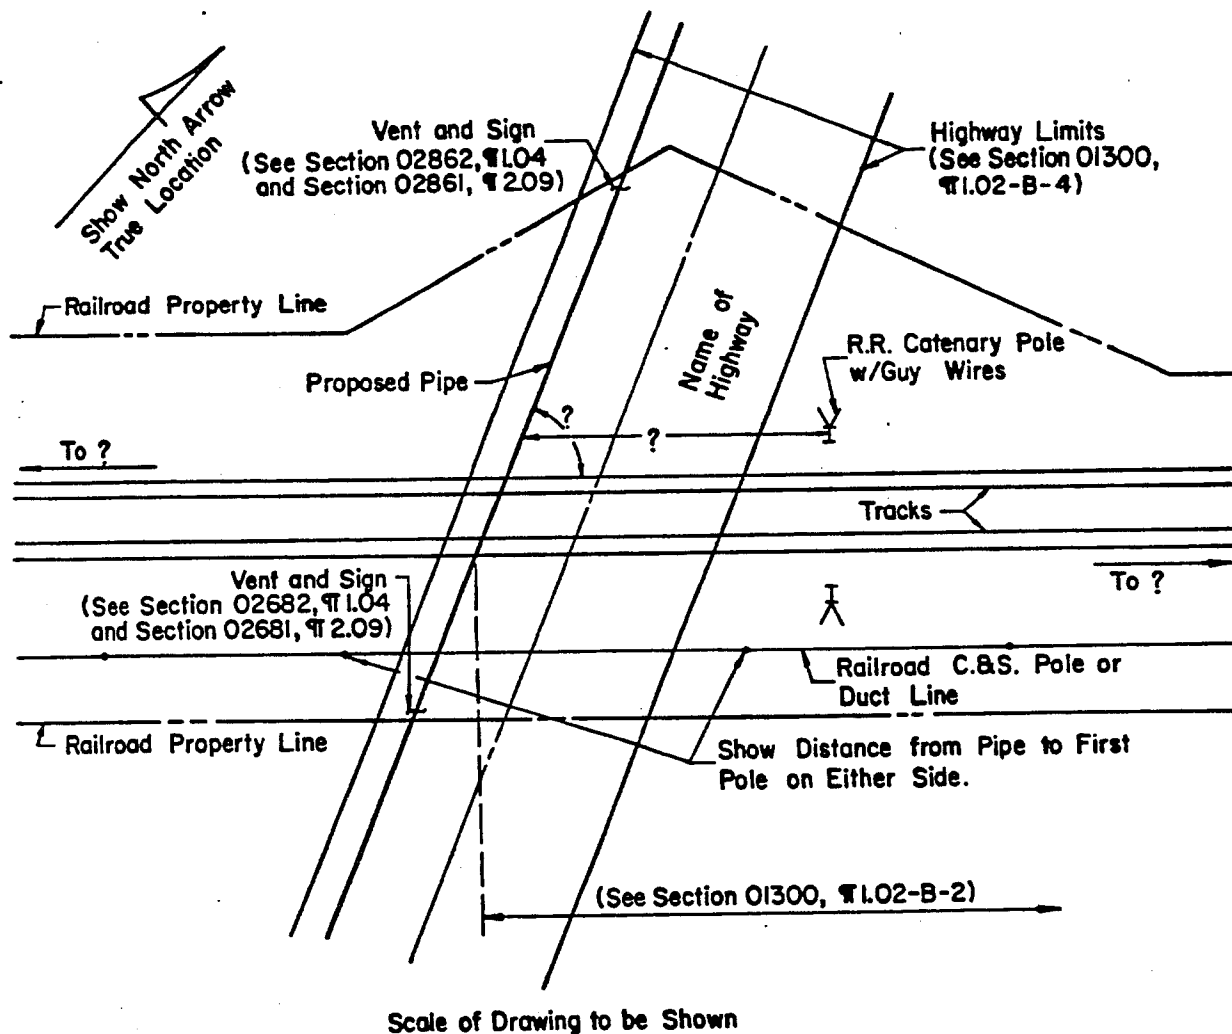 Show North Arrow
True Location
Vent and Sign
(See Section 02862, ¶1.04
and Section 02861, ¶2.09)
Highway Limits
(See Section 01300,
¶1.02-B-4)
Railroad Property Line
Name of
Highway
R.R. Catenary Pole
w/Guy Wires
Proposed Pipe
?
?
To ?
Tracks
To ?
Vent and Sign
(See Section 02682, ¶1.04
and Section 02681, ¶2.09)
Railroad C.&S. Pole or
Duct Line
Railroad Property Line
Show Distance from Pipe to First
Pole on Either Side.
(See Section 01300, ¶1.02-B-2)
Scale of Drawing to be Shown